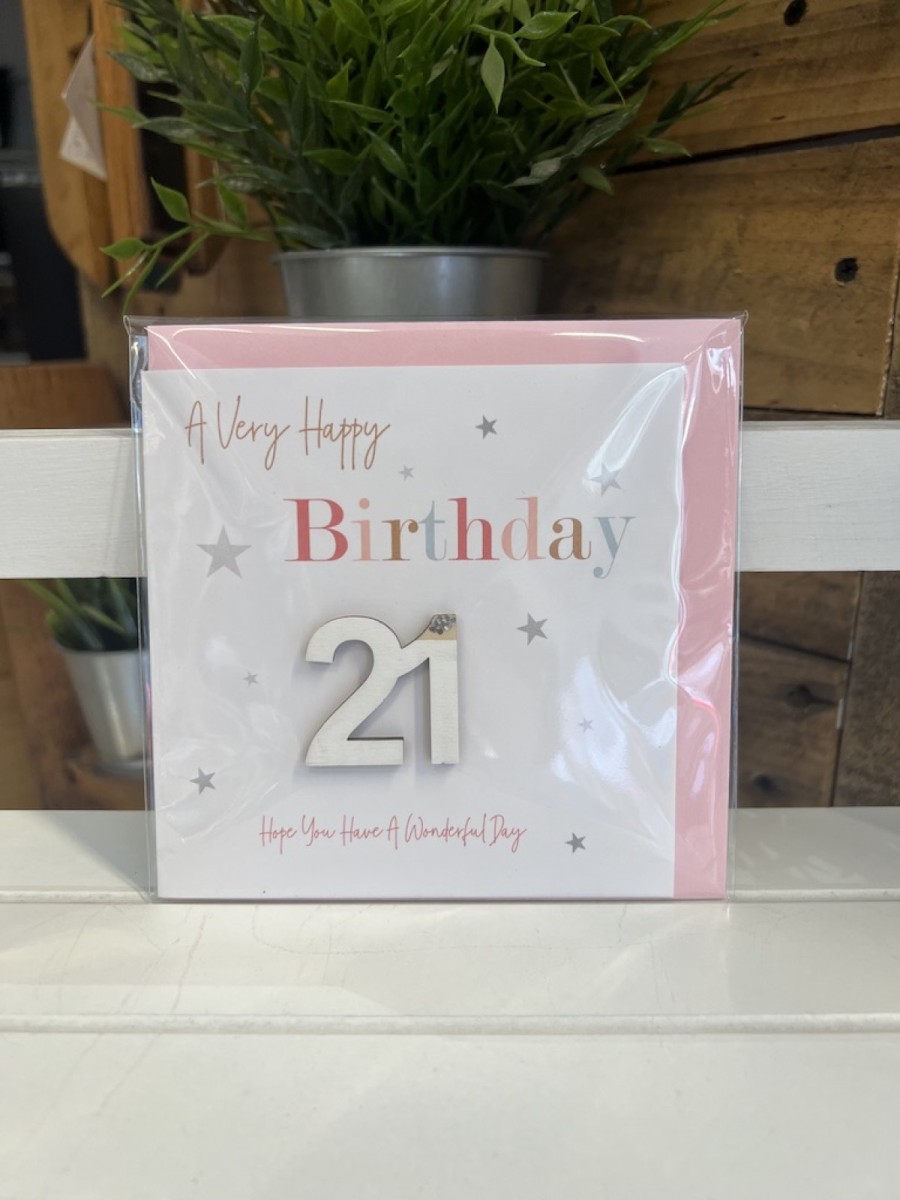 A Very Happy
Birthday
21
Hope You Have A Wonderful Day